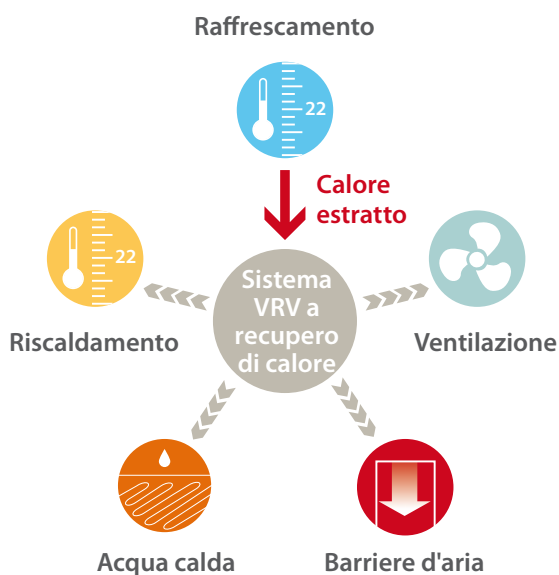 Raffrescamento
22
Calore
estratto
22
Sistema
VRV a
recupero
di calore
Riscaldamento
Ventilazione
Acqua calda
Barriere d'aria